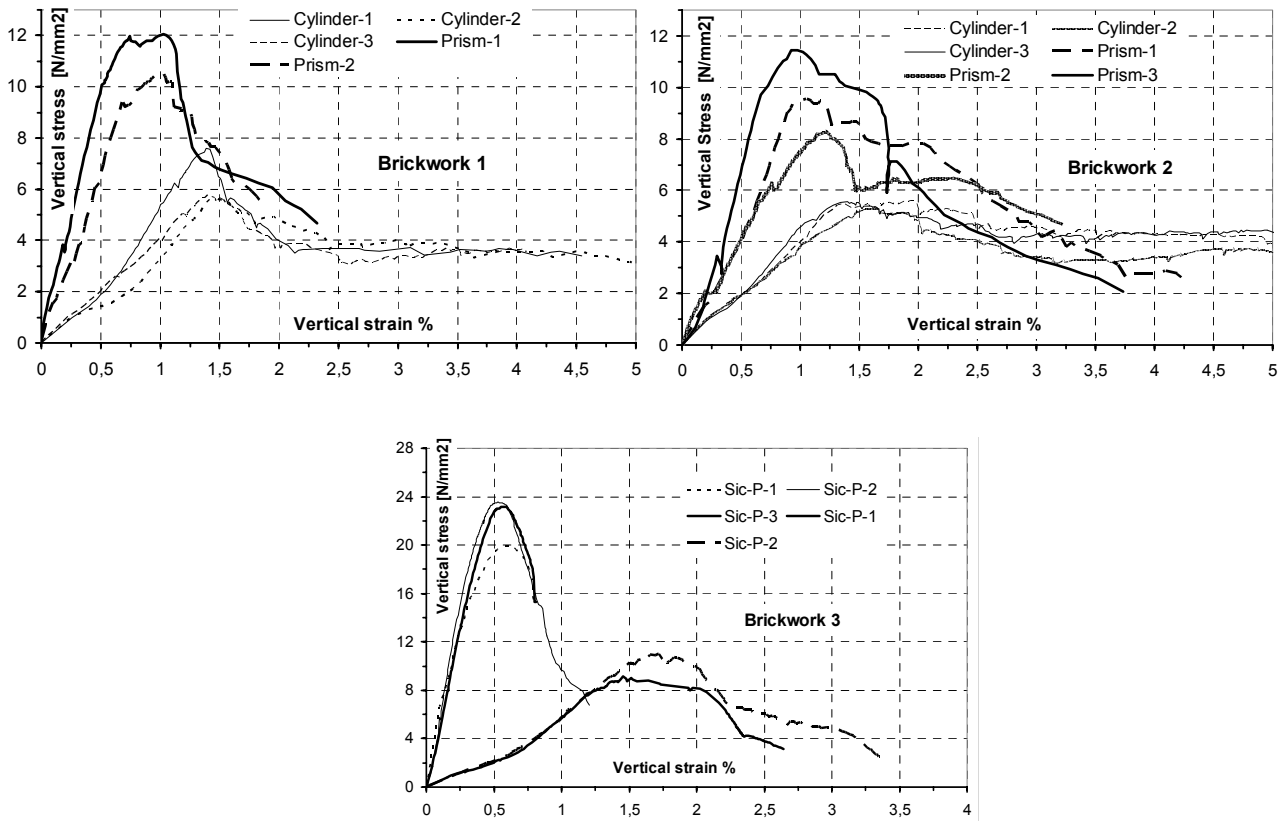 Vertical stress [N/mm2]
12
10
8
6
4
2
0
Cylinder-1 Cylinder-2
Cylinder-3 Prism-1
Prism-2
Brickwork 1
Vertical strain %
0 0,5 1 1,5 2 2,5 3 3,5 4 4,5 5
Vertical Stress [N/mm2]
12
10
8
6
4
2
0
Cylinder-1 Cylinder-2
Cylinder-3 Prism-1
Prism-2 Prism-3
Brickwork 2
Vertical strain %
0 0,5 1 1,5 2 2,5 3 3,5 4 4,5 5
Vertical stress [N/mm2]
28
24
20
16
12
8
4
0
Sic-P-1 Sic-P-2
Sic-P-3 Sic-P-1
Sic-P-2
Brickwork 3
Vertical strain %
0 0,5 1 1,5 2 2,5 3 3,5 4